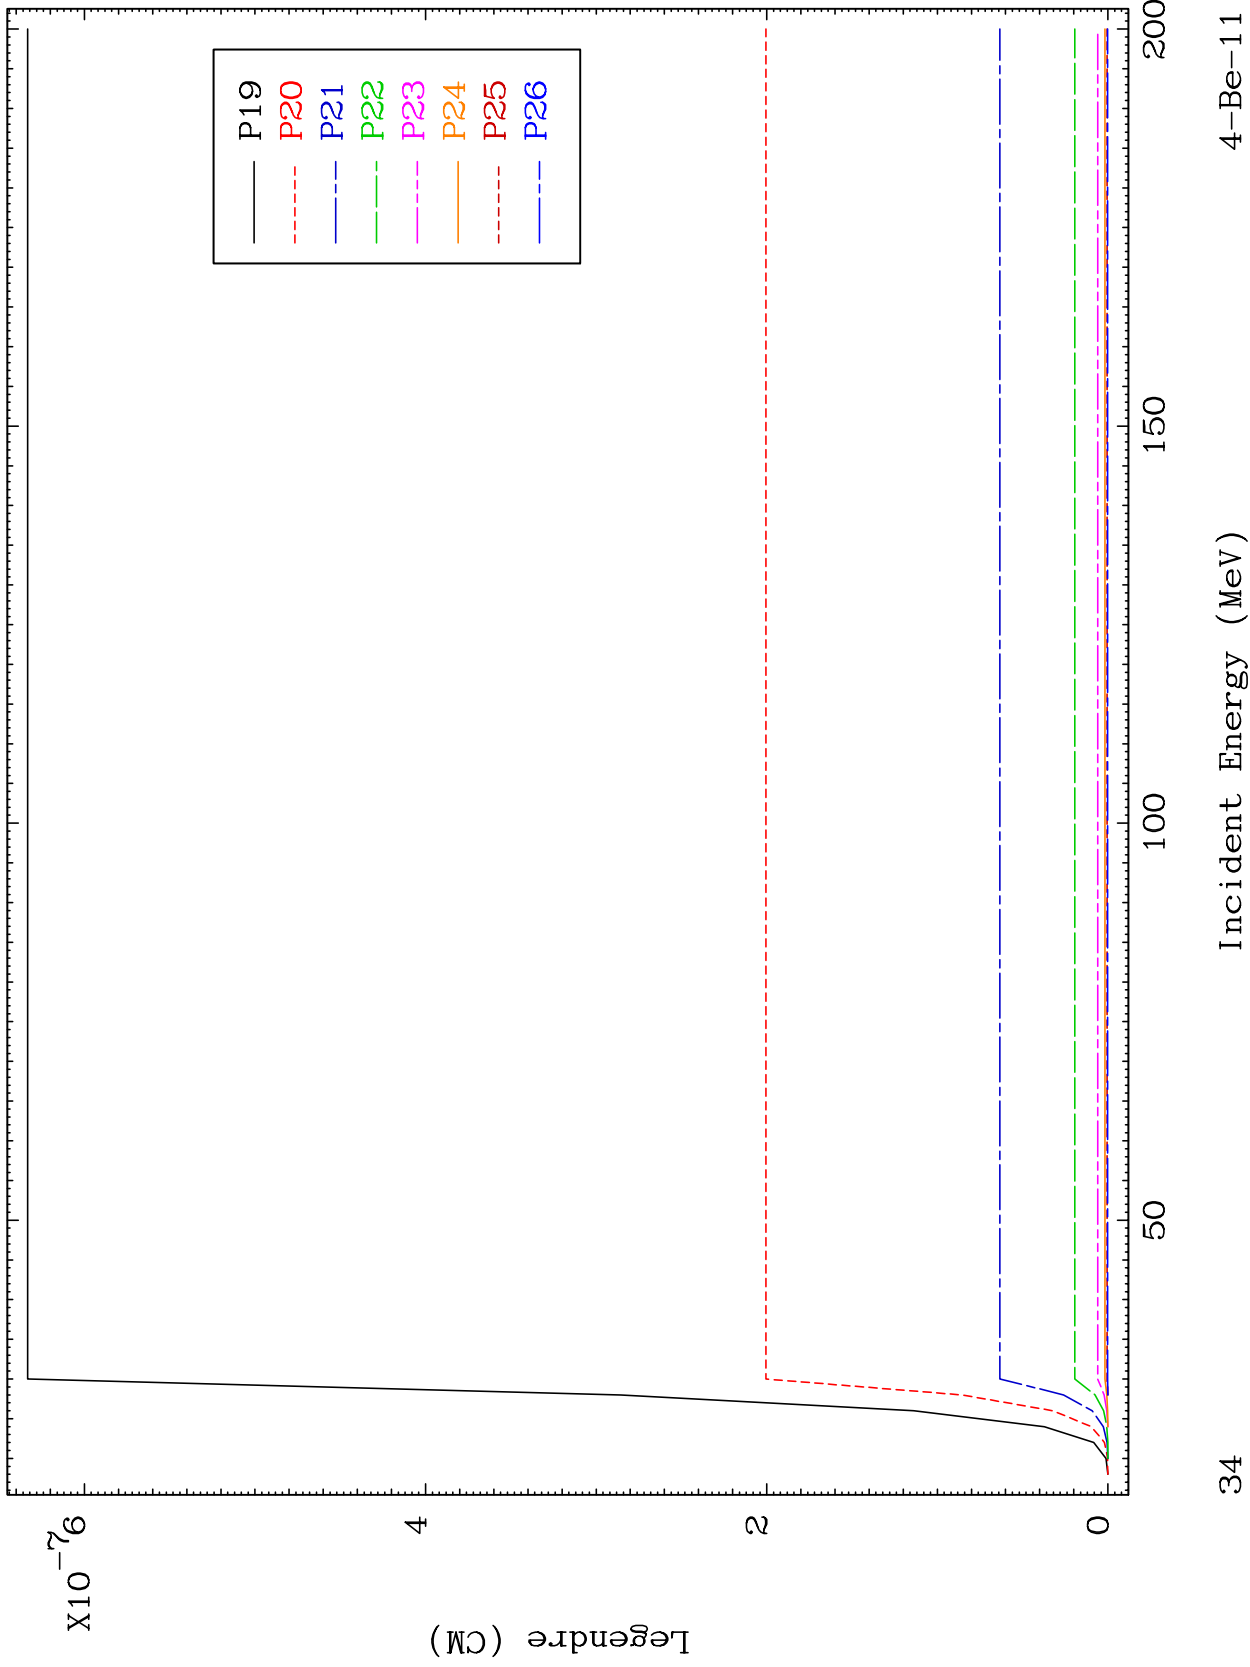 X10⁻⁷
6
4
2
0
Legendre (CM)
P19
P20
P21
P22
P23
P24
P25
P26
50
100
150
200
34
Incident Energy (MeV)
4-Be-11